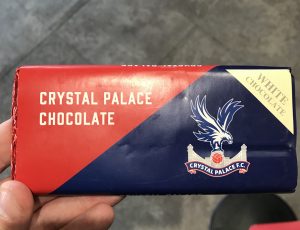 CRYSTAL PALACE
CHOCOLATE
WHITE
CHOCOLATE
CRYSTAL PALACE F.C.